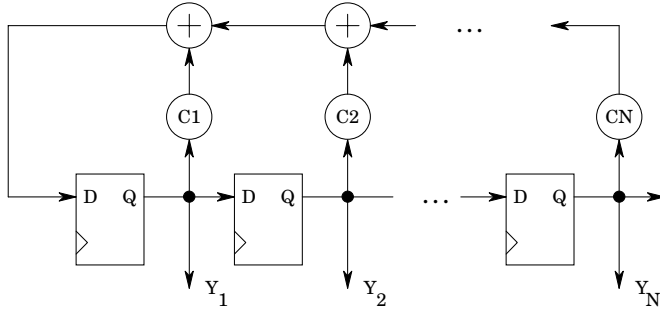 + + ...
C1 C2 CN
D Q D Q ... D Q
Y1 Y2 YN